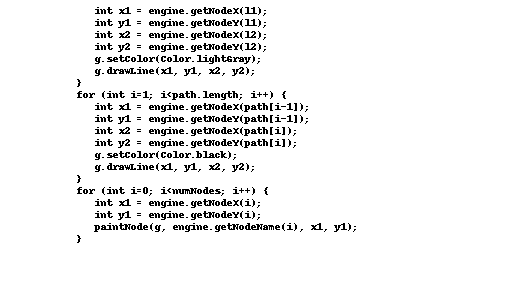 int x1 = engine.getNodeX(l1);
int y1 = engine.getNodeY(l1);
int x2 = engine.getNodeX(l2);
int y2 = engine.getNodeY(l2);
g.setColor(Color.lightGray);
g.drawLine(x1, y1, x2, y2);
}
for (int i=1; i<path.length; i++) {
int x1 = engine.getNodeX(path[i-1]);
int y1 = engine.getNodeY(path[i-1]);
int x2 = engine.getNodeX(path[i]);
int y2 = engine.getNodeY(path[i]);
g.setColor(Color.black);
g.drawLine(x1, y1, x2, y2);
}
for (int i=0; i<numNodes; i++) {
int x1 = engine.getNodeX(i);
int y1 = engine.getNodeY(i);
paintNode(g, engine.getNodeName(i), x1, y1);
}